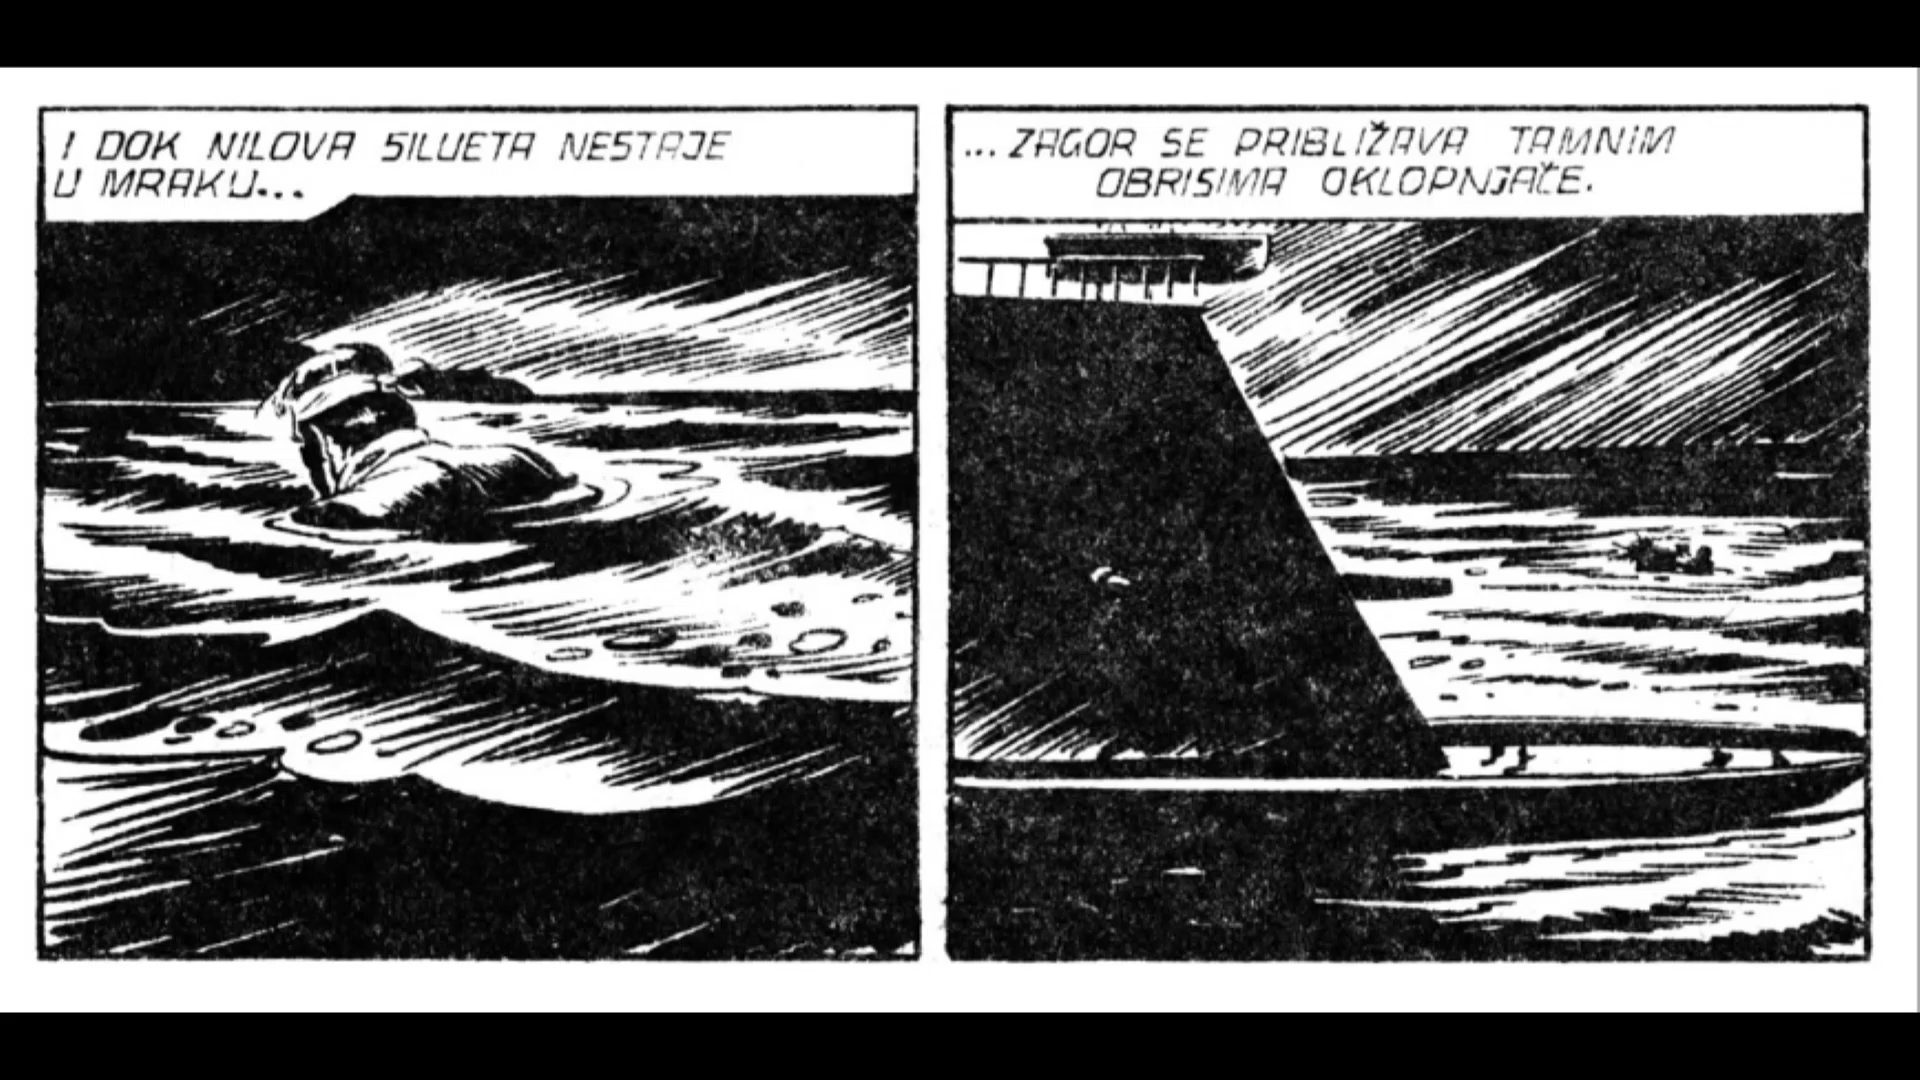 I DOK NILOVA SILUETA NESTAJE
U MRAKU...
...ZAGOR SE PRIBLIŽAVA TAMNIM
OBRISIMA OKLOPNJAČE.